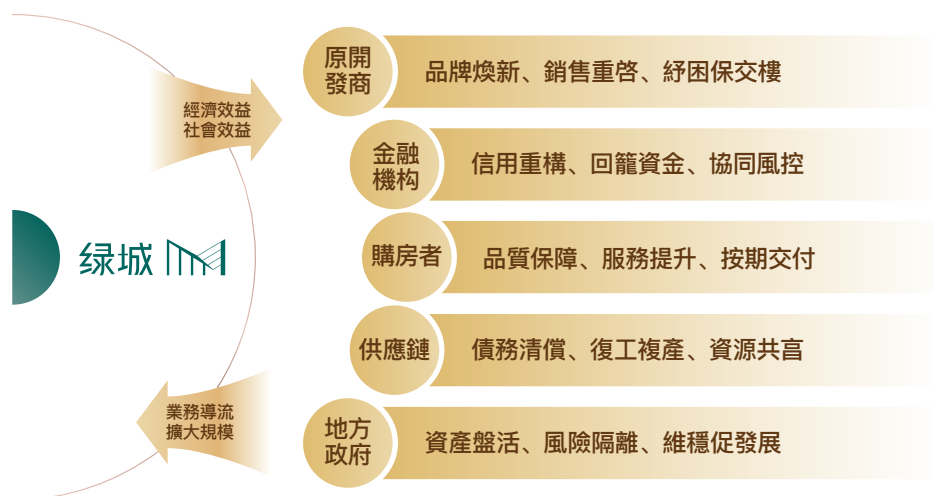 原開
發商
品牌煥新、銷售重啓、紓困保交樓
經濟效益
社會效益
金融
機构
信用重構、回籠資金、協同風控
绿城
購房者
品質保障、服務提升、按期交付
供應鏈
債務清償、復工複產、資源共富
業務導流
擴大規模
地方
政府
資產盤活、風險隔離、維穩促發展